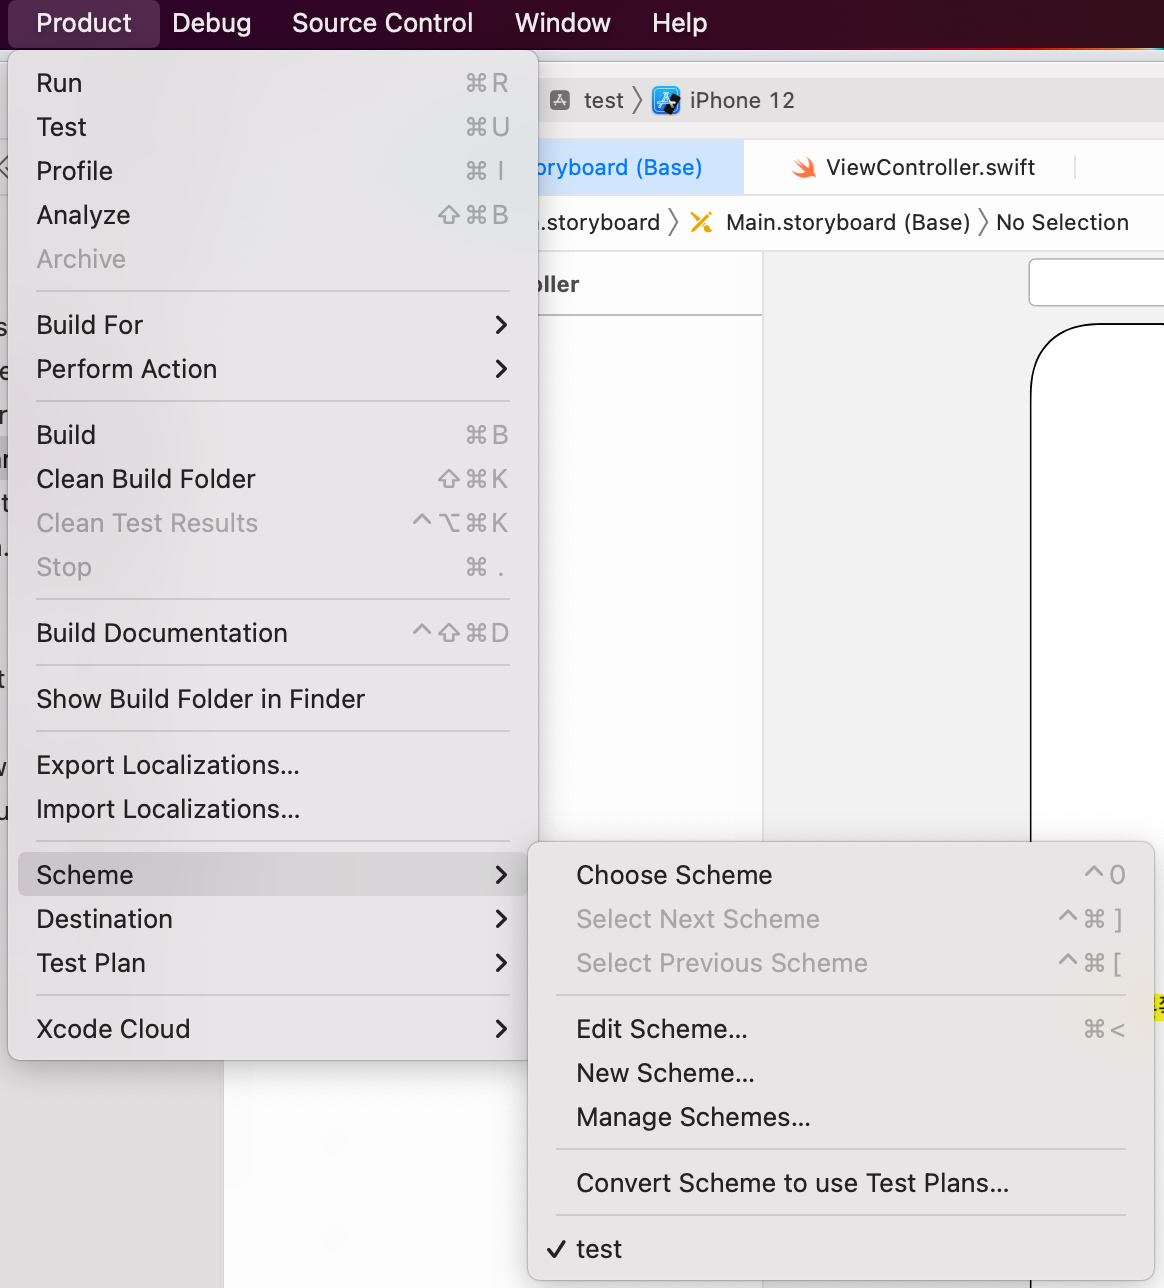 Product Debug Source Control Window Help
test iPhone 12
oryboard (Base) ViewController.swift
.storyboard Main.storyboard (Base) No Selection
oller
Run ⌘R
Test ⌘U
Profile ⌘I
Analyze ⇧⌘B
Archive
Build For
Perform Action
Build ⌘B
Clean Build Folder ⇧⌘K
Clean Test Results ^⌥⌘K
Stop ⌘.
Build Documentation ^⇧⌘D
Show Build Folder in Finder
Export Localizations...
Import Localizations...
Scheme
Destination
Test Plan
Xcode Cloud
Choose Scheme ^0
Select Next Scheme ^⌘]
Select Previous Scheme ^⌘[
Edit Scheme... ⌘<
New Scheme...
Manage Schemes...
Convert Scheme to use Test Plans...
✓ test